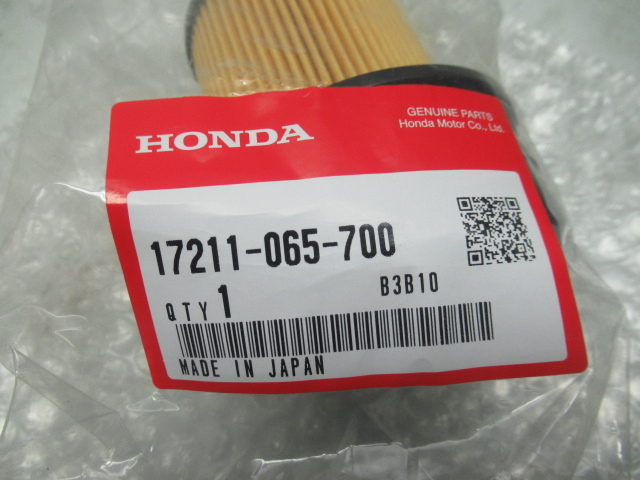 HONDA
GENUINE PARTS
Honda Motor Co., Ltd.
17211-065-700
QTY 1 B3B10
MADE IN JAPAN